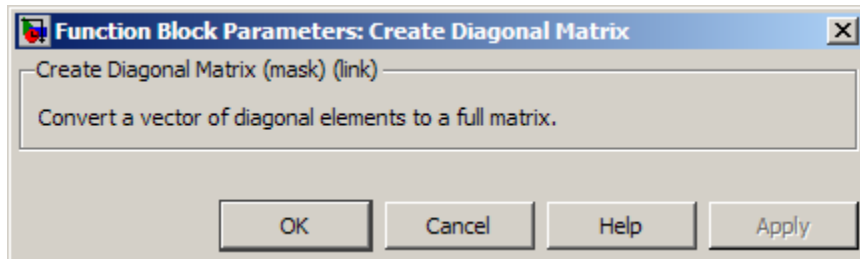 Function Block Parameters: Create Diagonal Matrix
Create Diagonal Matrix (mask) (link)
Convert a vector of diagonal elements to a full matrix.
OK Cancel Help Apply